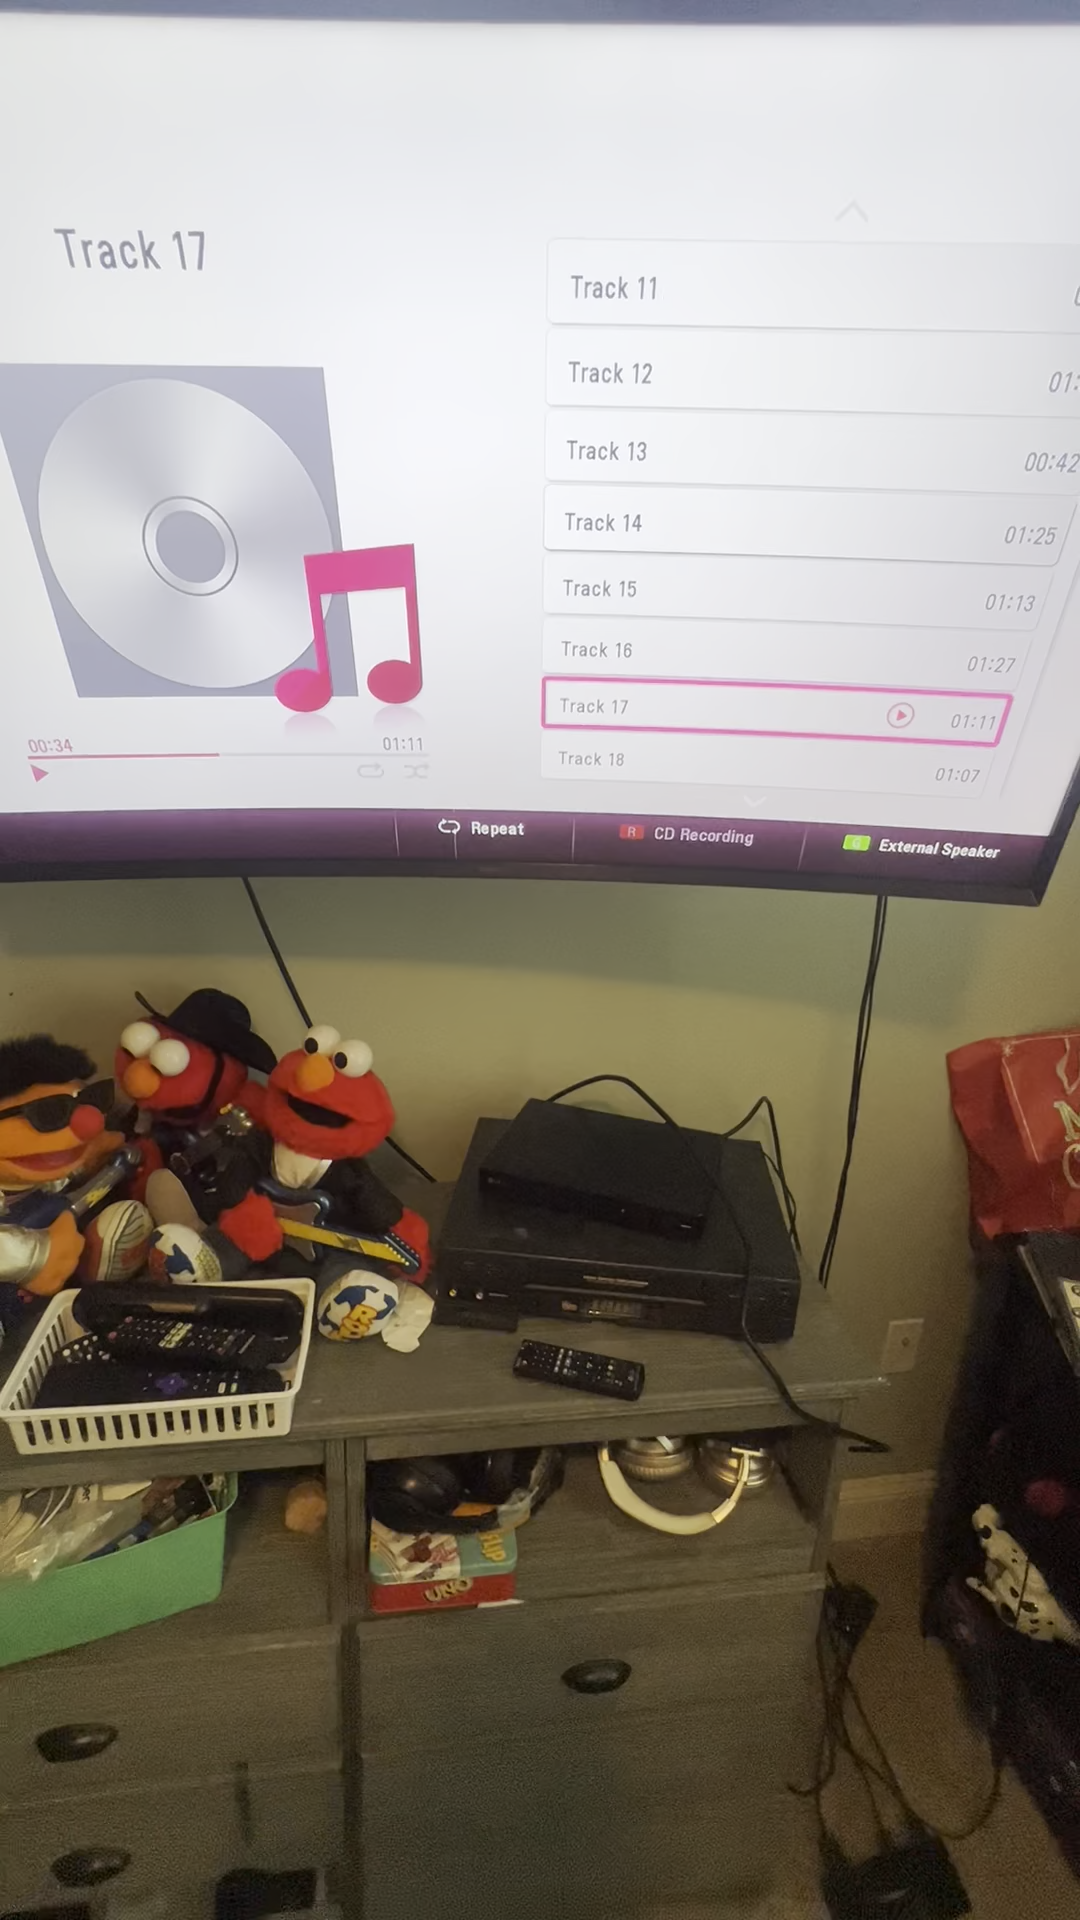 Track 17
00:34
01:11
Track 11
Track 12
01:
Track 13
00:42
Track 14
01:25
Track 15
01:13
Track 16
01:27
Track 17
01:11
Track 18
01:07
Repeat
R CD Recording
G External Speaker
UNO
FLIP